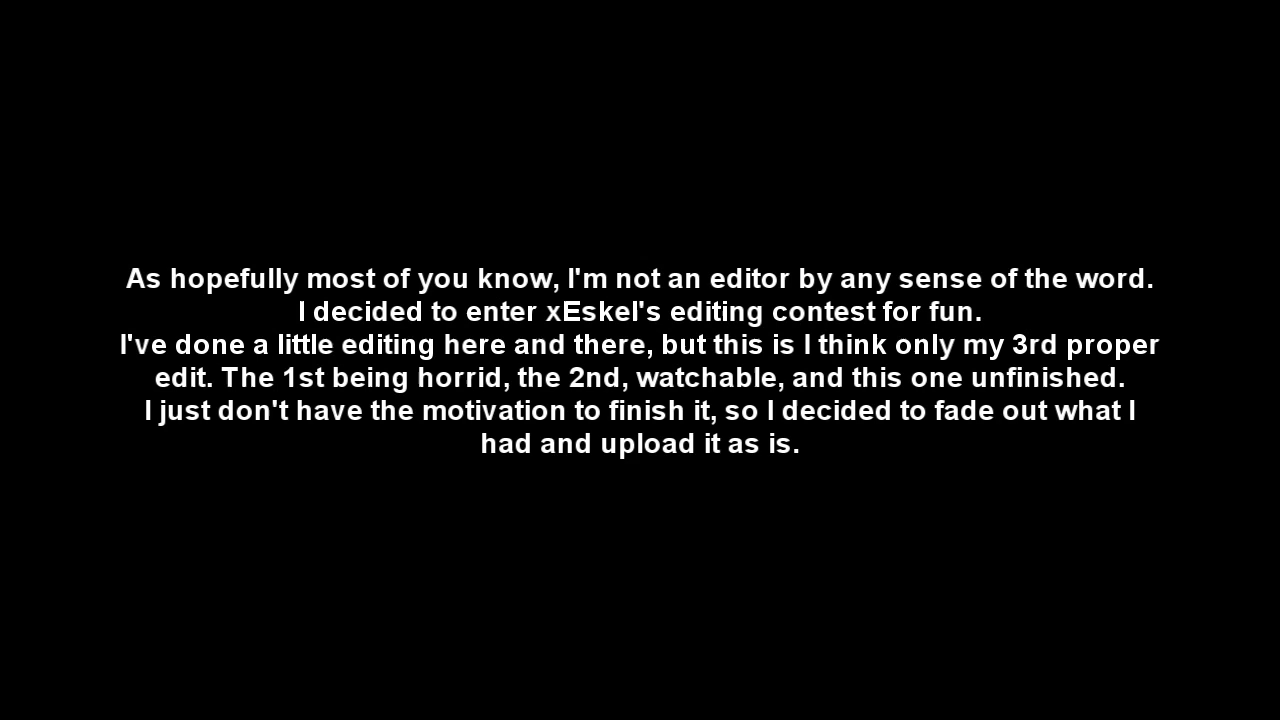 As hopefully most of you know, I'm not an editor by any sense of the word.
I decided to enter xEskel's editing contest for fun.
I've done a little editing here and there, but this is I think only my 3rd proper
edit. The 1st being horrid, the 2nd, watchable, and this one unfinished.
I just don't have the motivation to finish it, so I decided to fade out what I
had and upload it as is.